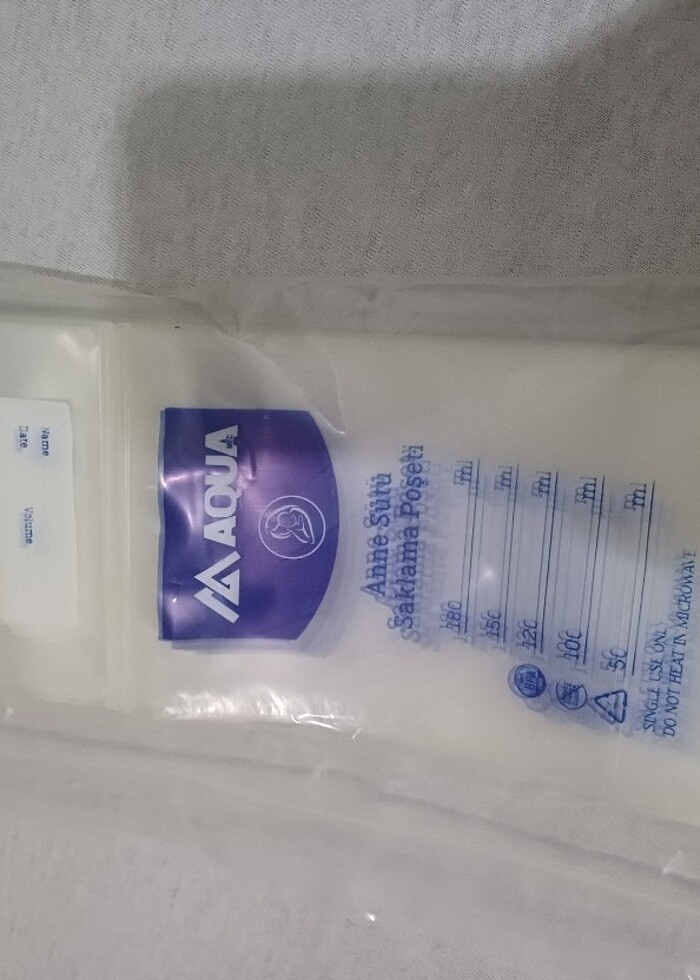 Name
Date Volume
AQUA
Anne Sütü
Saklama Poşeti
180 ml
150 ml
120 ml
100 ml
50 ml
BPA
SINGLE USE ONLY
DO NOT HEAT IN MICROWAVE